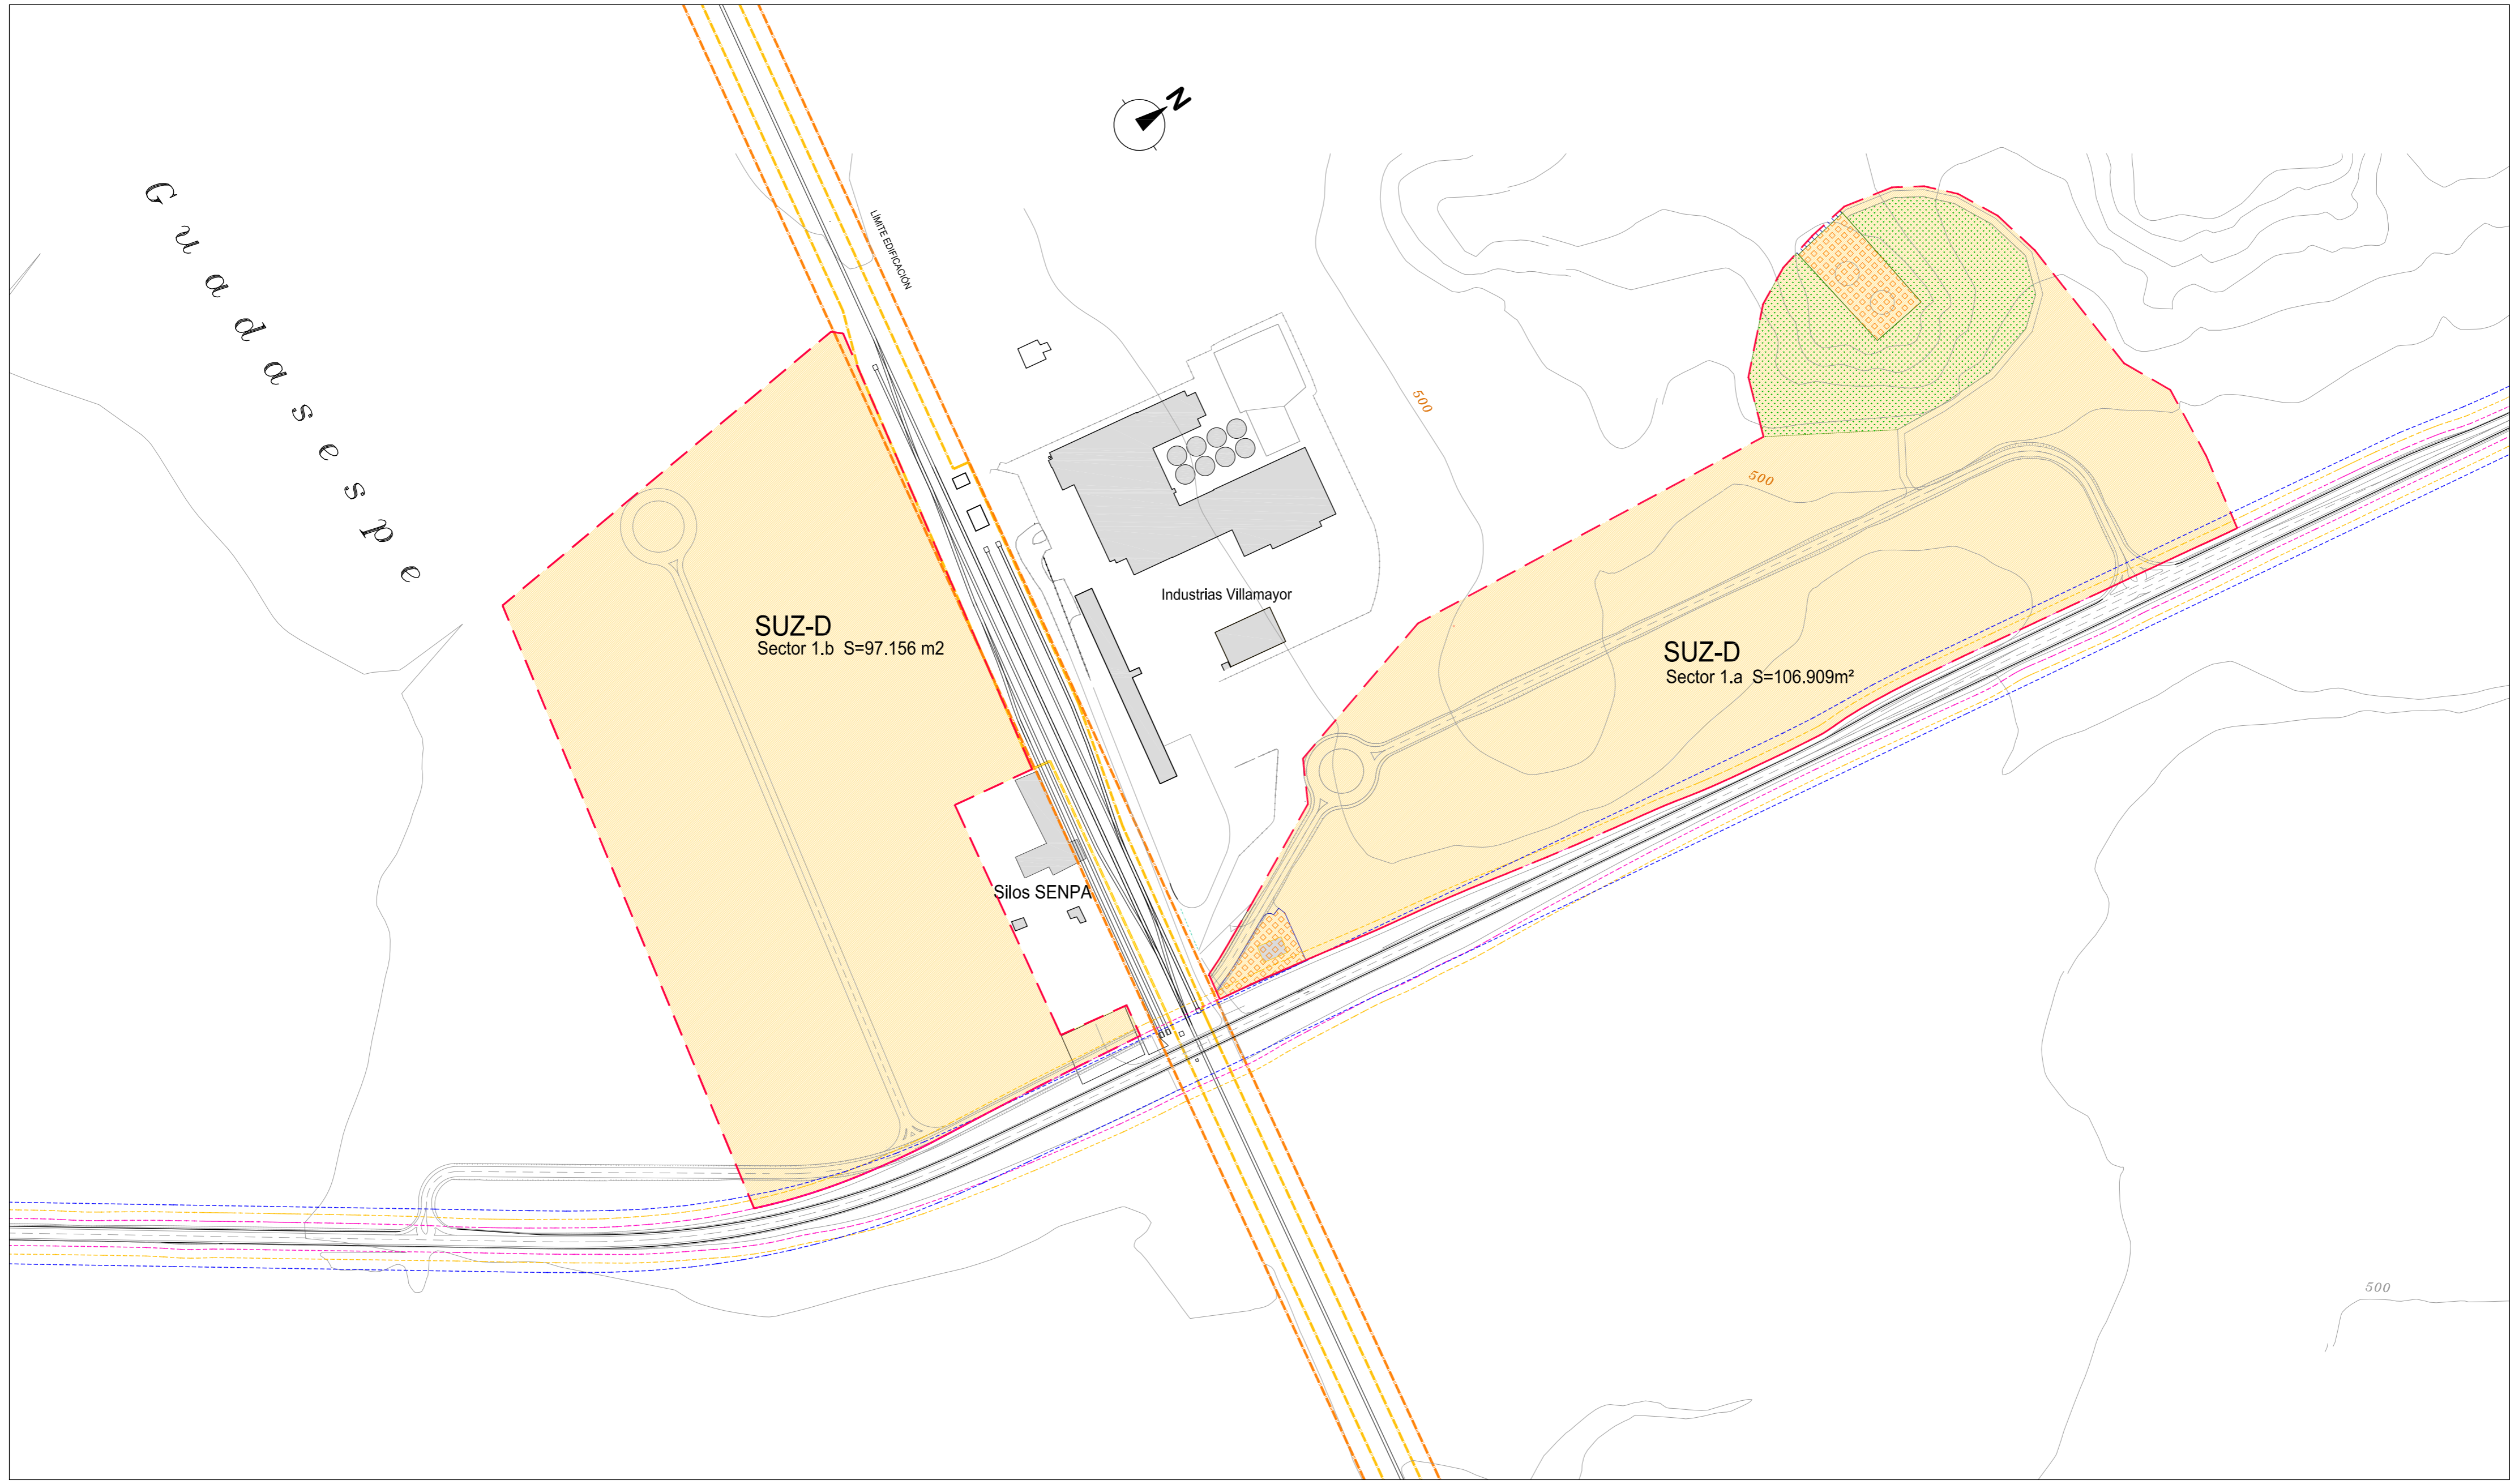 N
Guadasespe
LÍMITE EDIFICACIÓN
500
500
Industrias Villamayor
SUZ-D
Sector 1.b S=97.156 m2
SUZ-D
Sector 1.a S=106.909m²
Silos SENPA
500